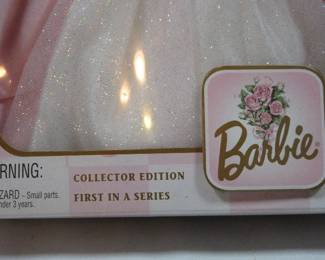 RNING:
ZARD - Small parts.
nder 3 years.
COLLECTOR EDITION
FIRST IN A SERIES
Barbie